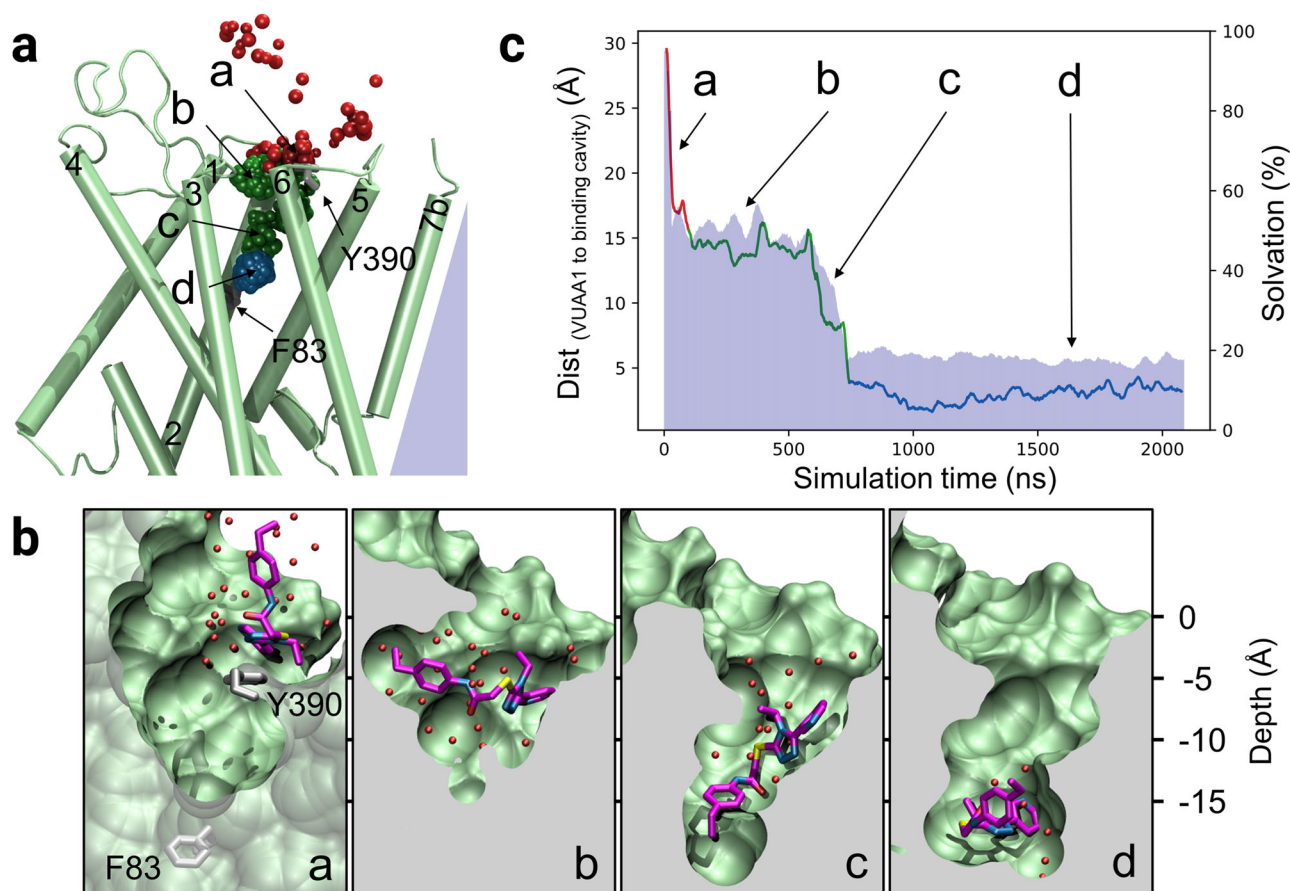 a
a
b
4
1
3
6
5
7b
c
Y390
d
F83
2
c
Dist (VUAA1 to binding cavity) (Å)
30
25
20
15
10
5
a
b
c
d
100
80
60
40
20
0
Solvation (%)
0
500
1000
1500
2000
Simulation time (ns)
b
Y390
F83
a
b
c
d
0
-5
-10
-15
Depth (Å)